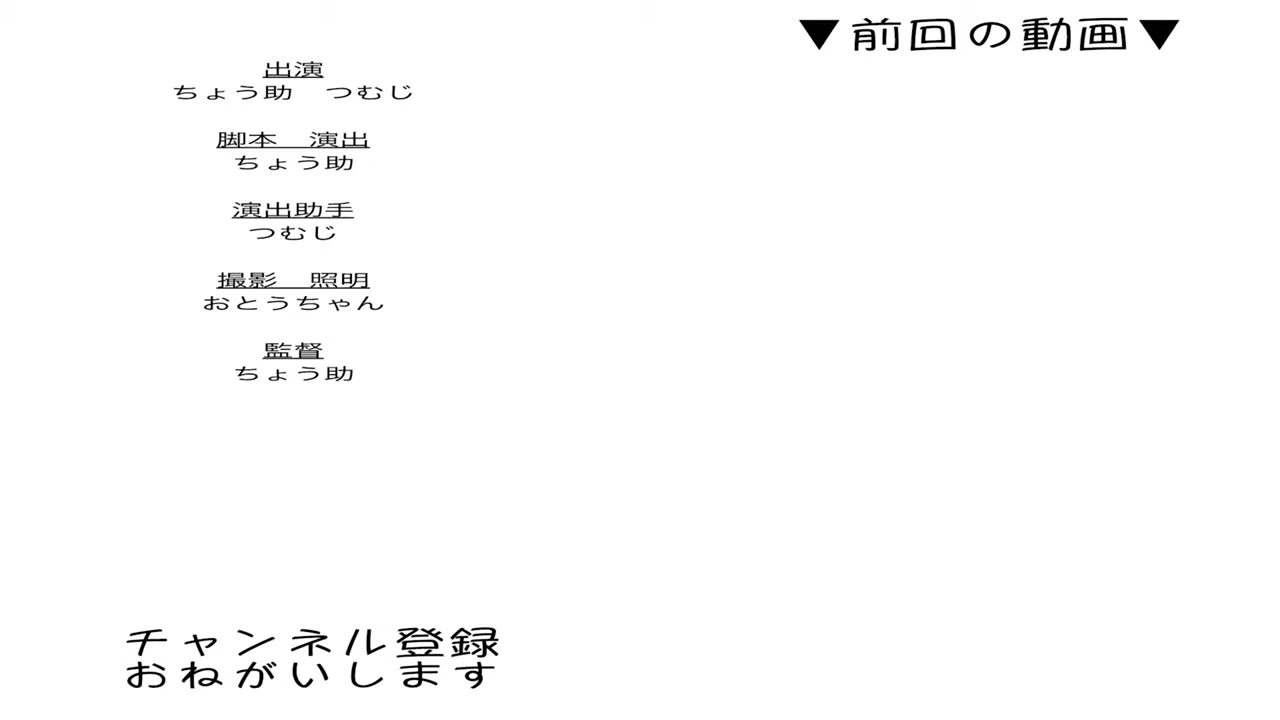 ▼前回の動画▼
出演
ちょう助　つむじ
脚本　演出
ちょう助
演出助手
つむじ
撮影　照明
おとうちゃん
監督
ちょう助
チャンネル登録
おねがいします